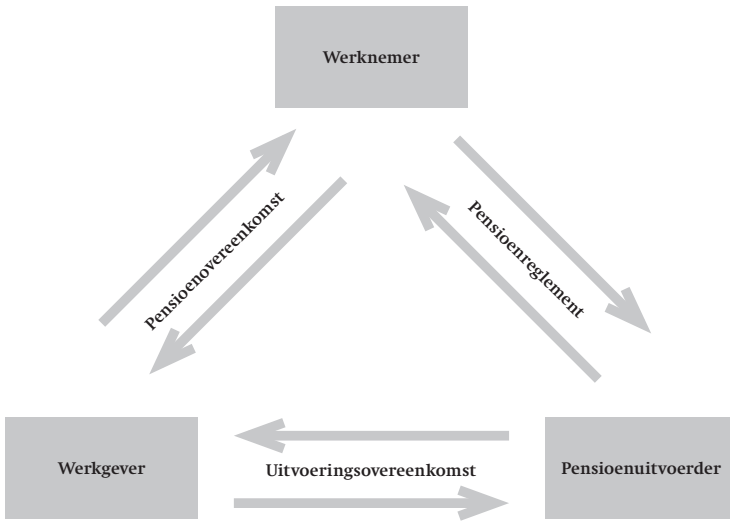 Werknemer
Pensioenovereenkomst
Pensioenreglement
Werkgever
Uitvoeringsovereenkomst
Pensioenuitvoerder